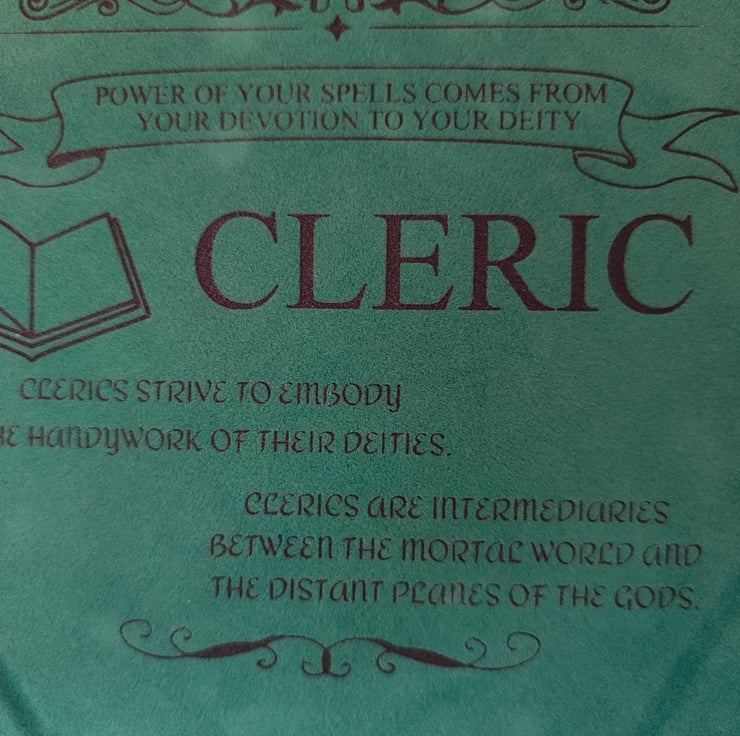 POWER OF YOUR SPELLS COMES FROM
YOUR DEVOTION TO YOUR DEITY
CLERIC
CLERICS STRIVE TO EMBODY
HANDYWORK OF THEIR DEITIES.
CLERICS ARE INTERMEDIARIES
BETWEEN THE MORTAL WORLD AND
THE DISTANT PLANES OF THE GODS.